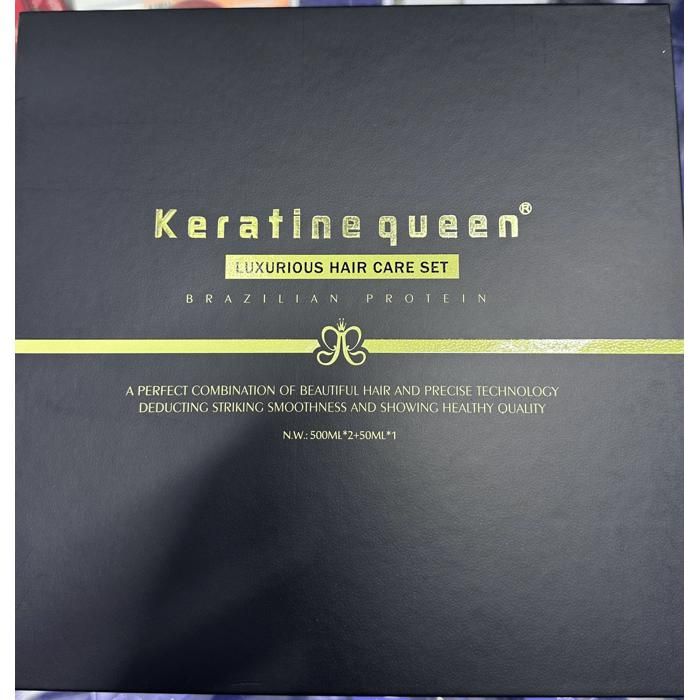 Keratine queen®
LUXURIOUS HAIR CARE SET
BRAZILIAN PROTEIN
A PERFECT COMBINATION OF BEAUTIFUL HAIR AND PRECISE TECHNOLOGY
DEDUCTING STRIKING SMOOTHNESS AND SHOWING HEALTHY QUALITY
N.W.: 500ML*2+50ML*1